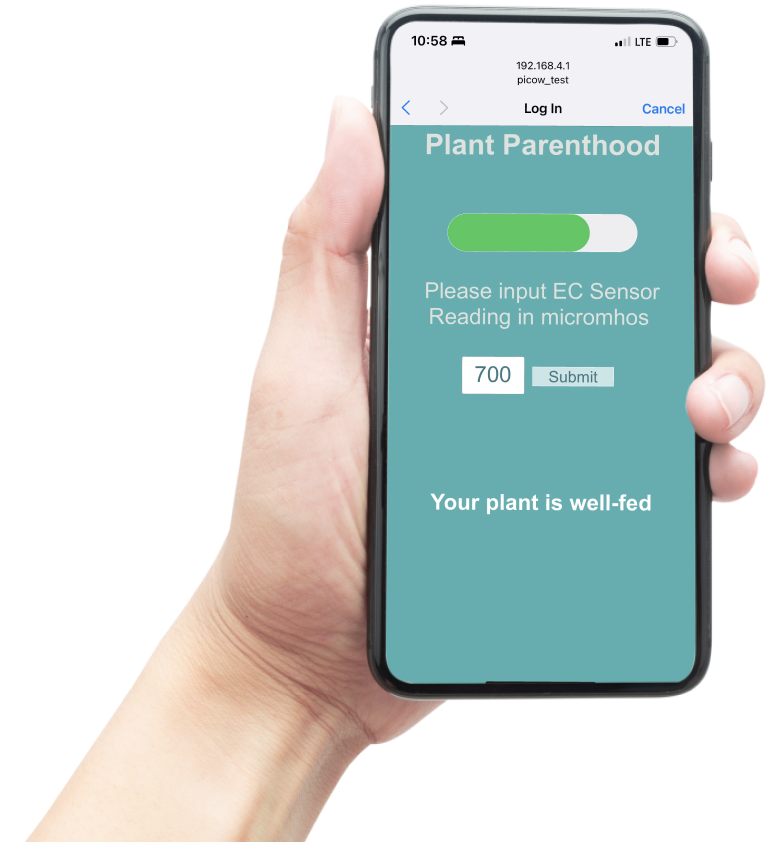 10:58 LTE
192.168.4.1
picow_test
Log In Cancel
Plant Parenthood
Please input EC Sensor
Reading in micromhos
700 Submit
Your plant is well-fed